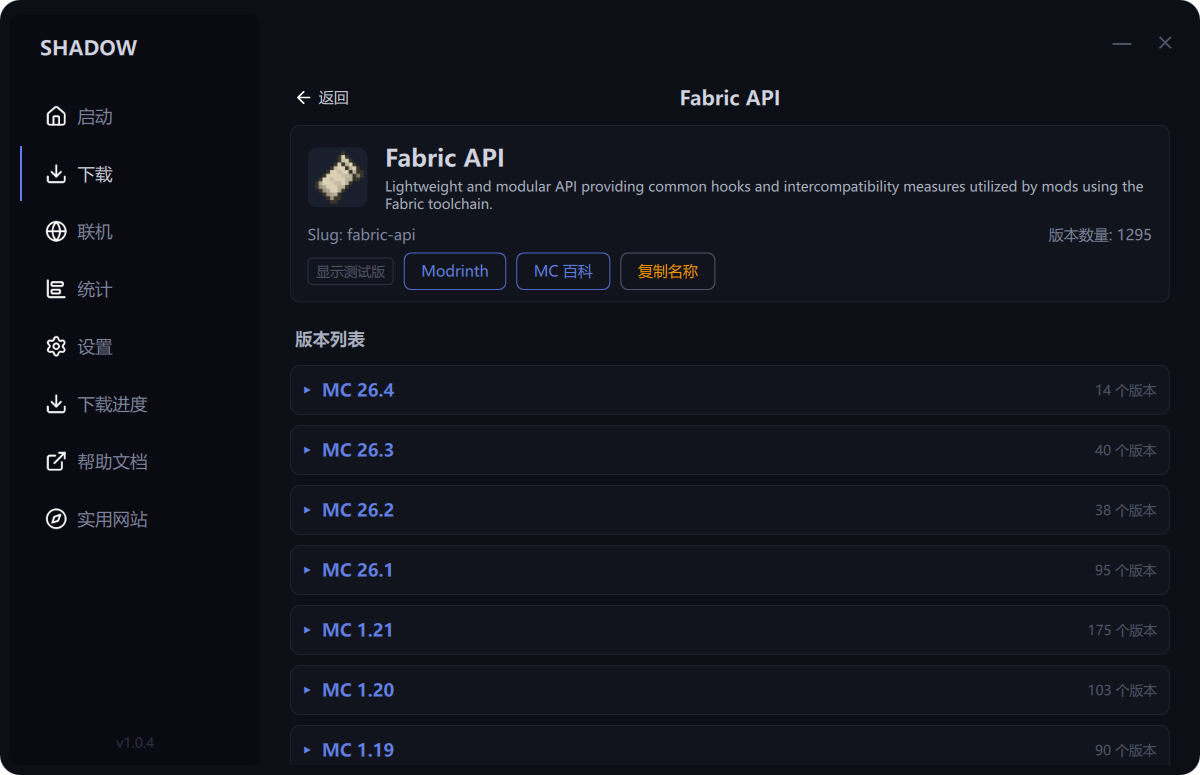 SHADOW
启动
下载
联机
统计
设置
下载进度
帮助文档
实用网站
v1.0.4
返回
Fabric API
Fabric API
Lightweight and modular API providing common hooks and intercompatibility measures utilized by mods using the
Fabric toolchain.
Slug: fabric-api
版本数量: 1295
显示测试版
Modrinth
MC 百科
复制名称
版本列表
MC 26.4
14 个版本
MC 26.3
40 个版本
MC 26.2
38 个版本
MC 26.1
95 个版本
MC 1.21
175 个版本
MC 1.20
103 个版本
MC 1.19
90 个版本